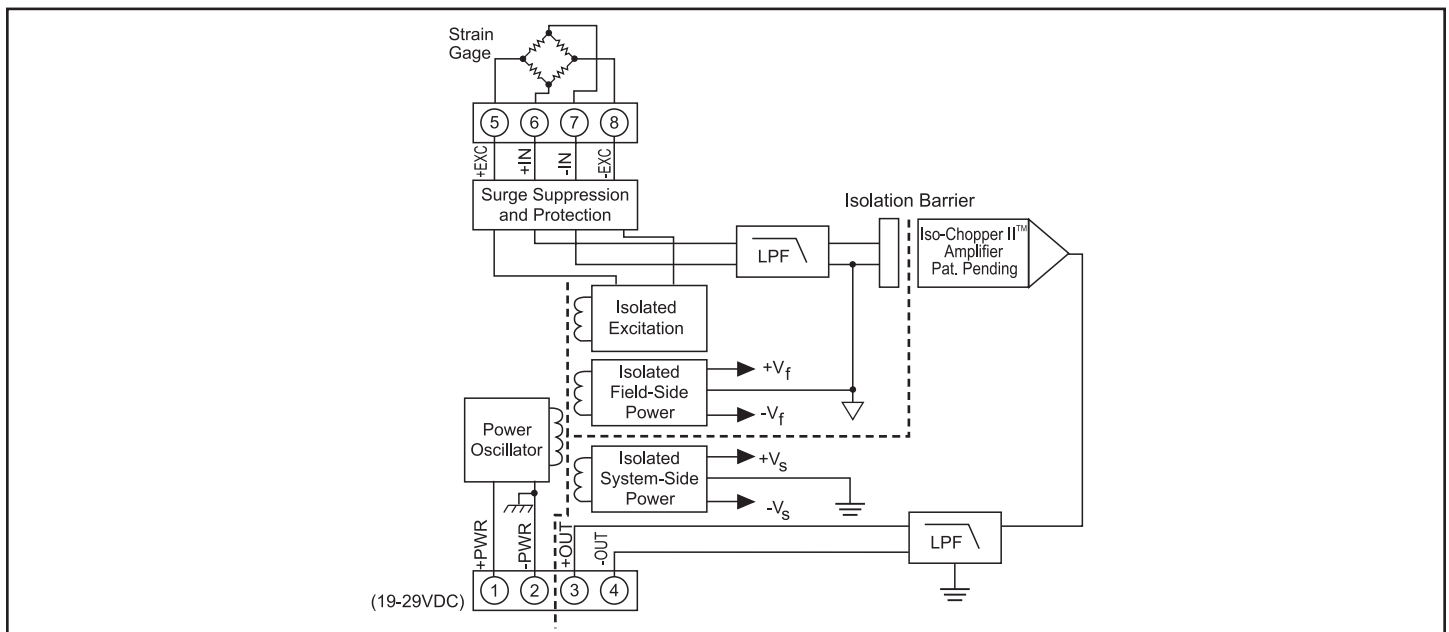 Strain
Gage
5 6 7 8
+EXC
+IN
-IN
-EXC
Surge Suppression
and Protection
Isolation Barrier
LPF
Iso-Chopper II™
Amplifier
Pat. Pending
Isolated
Excitation
Isolated
Field-Side
Power
+Vf
-Vf
Power
Oscillator
Isolated
System-Side
Power
+Vs
-Vs
+PWR
-PWR
+OUT
-OUT
LPF
(19-29VDC)
1 2 3 4